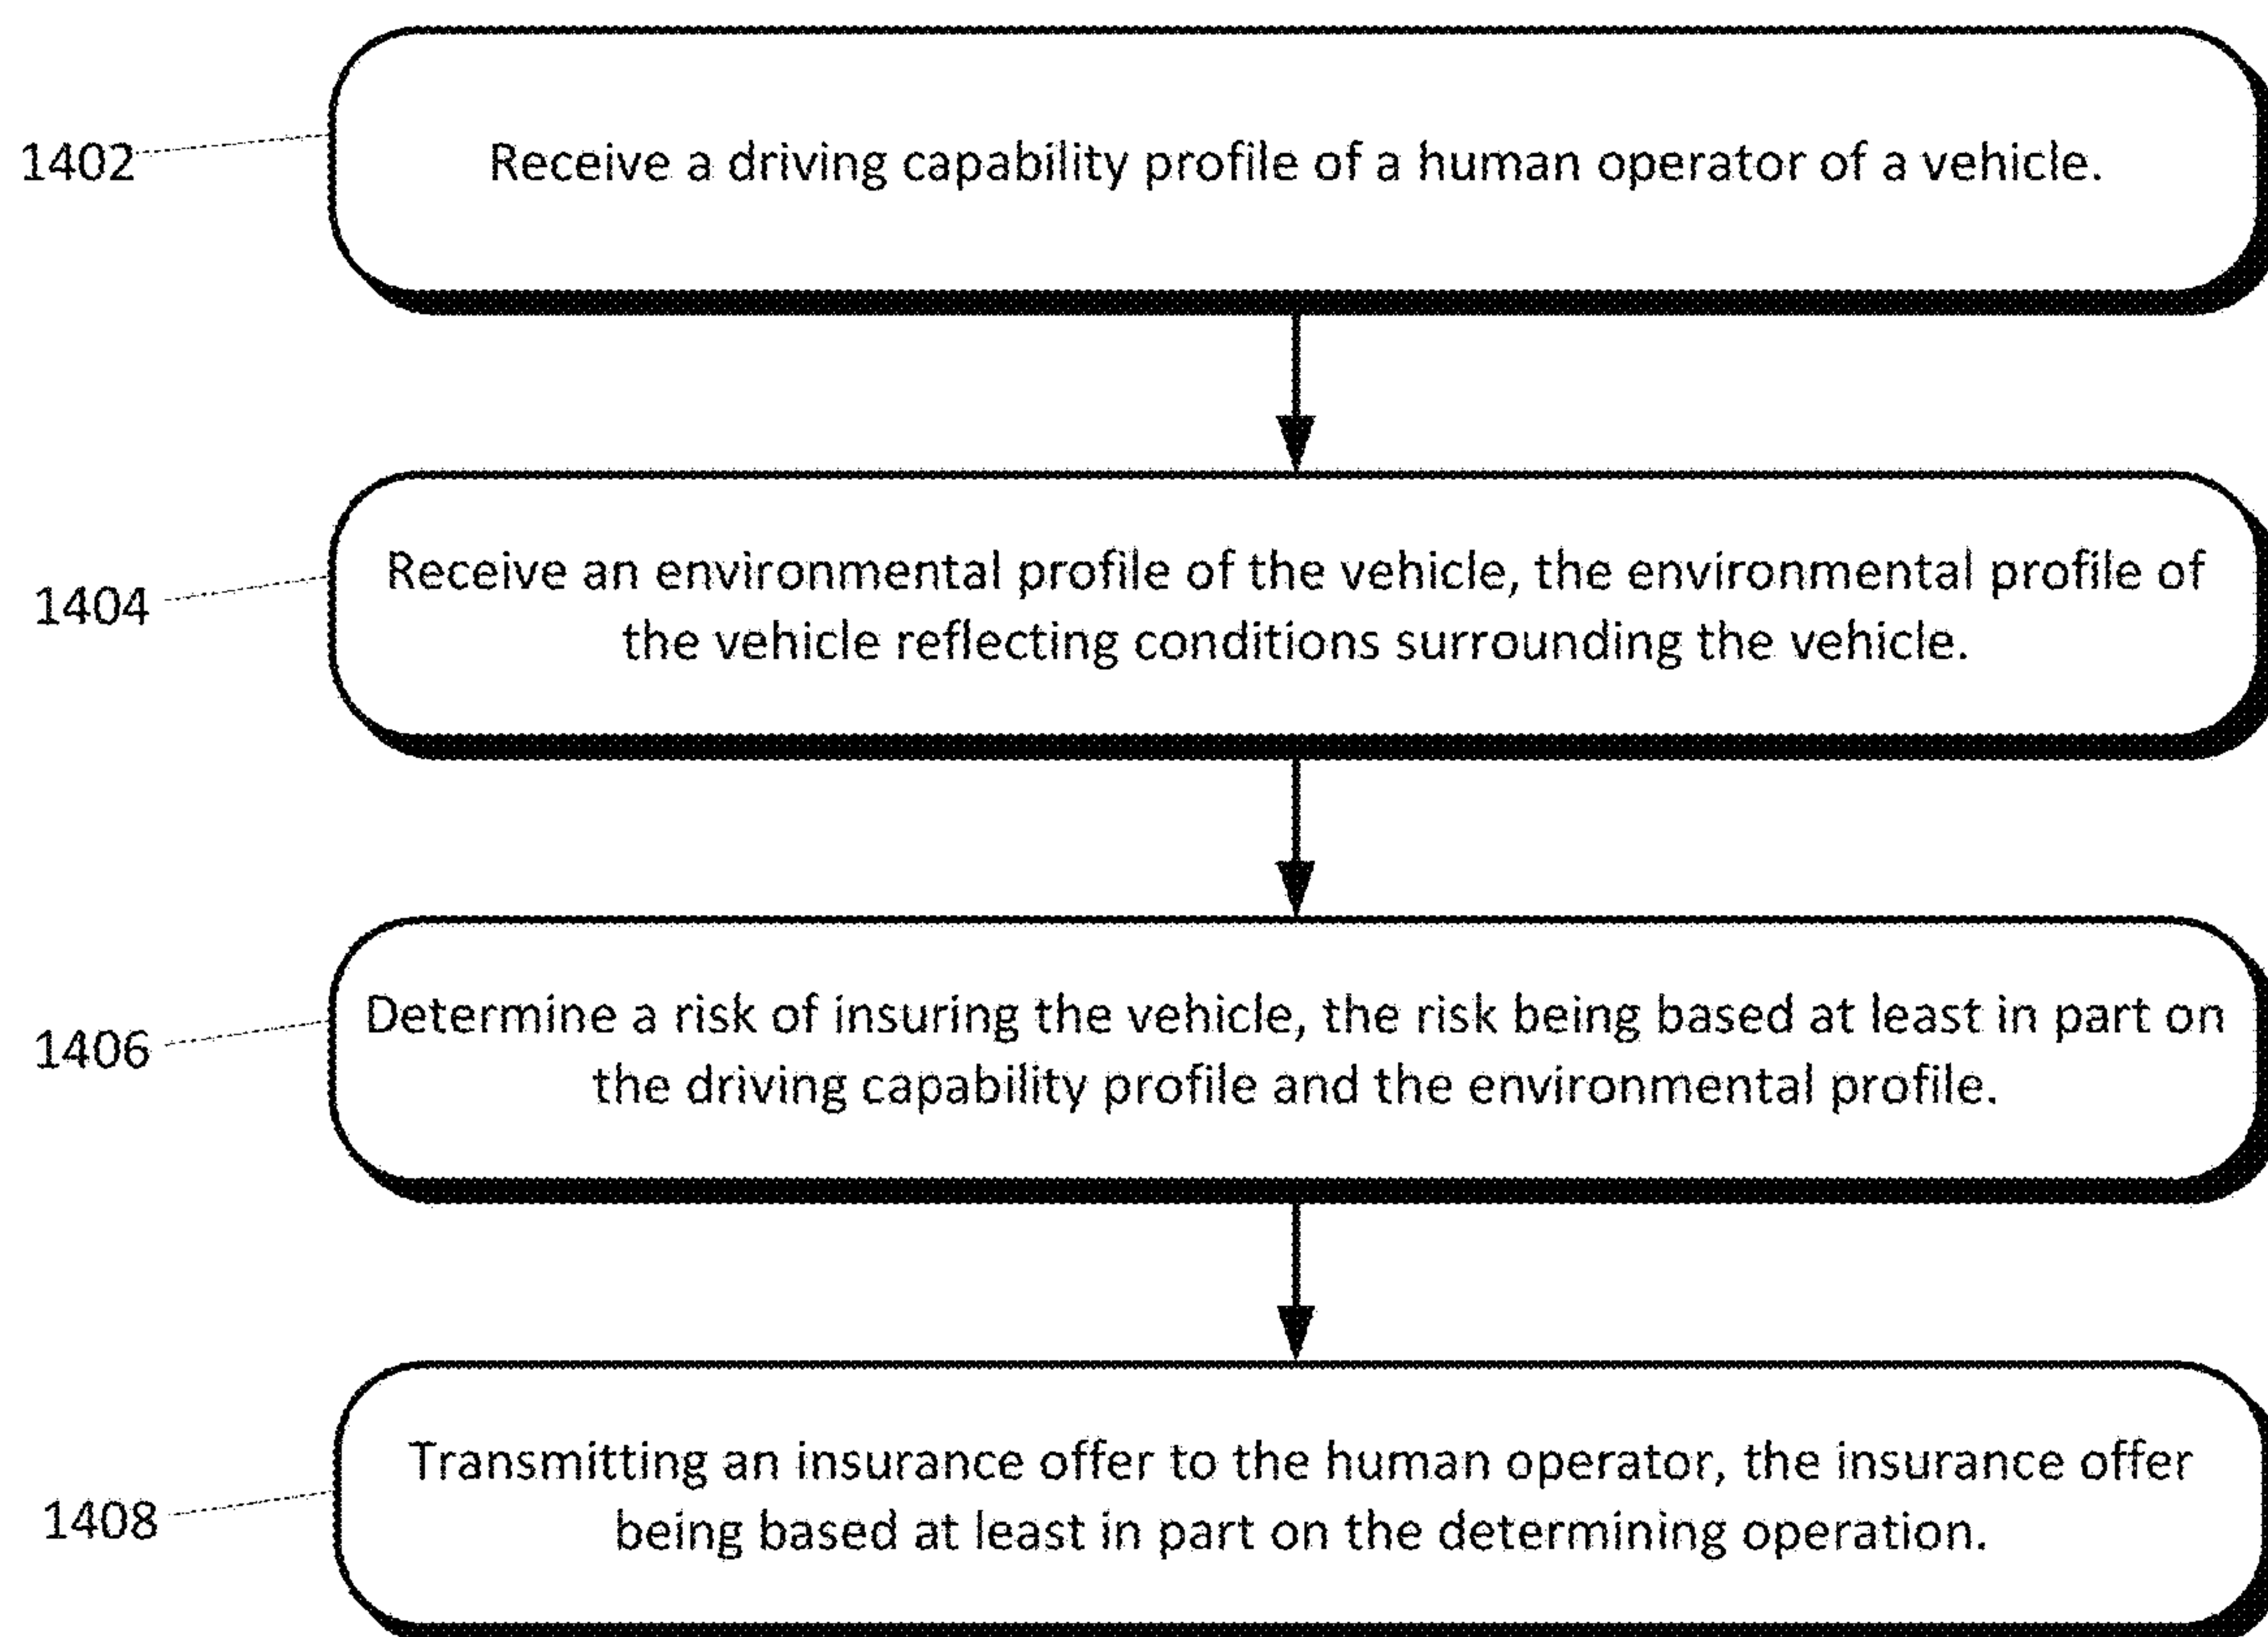 1402
Receive a driving capability profile of a human operator of a vehicle.
1404
Receive an environmental profile of the vehicle, the environmental profile of
the vehicle reflecting conditions surrounding the vehicle.
1406
Determine a risk of insuring the vehicle, the risk being based at least in part on
the driving capability profile and the environmental profile.
1408
Transmitting an insurance offer to the human operator, the insurance offer
being based at least in part on the determining operation.